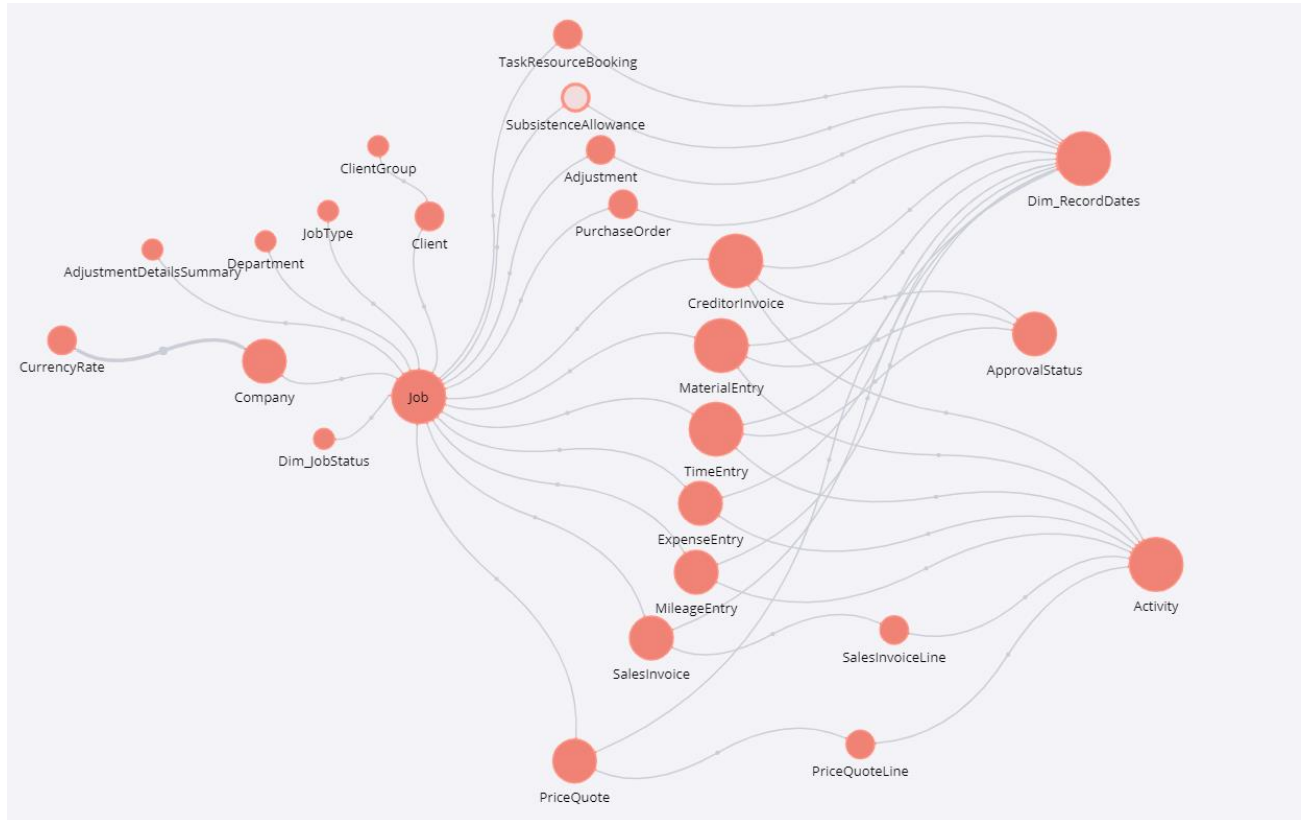 TaskResourceBooking
SubsistenceAllowance
ClientGroup
Adjustment
Dim_RecordDates
JobType
Client
PurchaseOrder
AdjustmentDetailsSummary
Department
CreditorInvoice
CurrencyRate
Company
Job
MaterialEntry
ApprovalStatus
Dim_JobStatus
TimeEntry
ExpenseEntry
MileageEntry
Activity
SalesInvoice
SalesInvoiceLine
PriceQuote
PriceQuoteLine